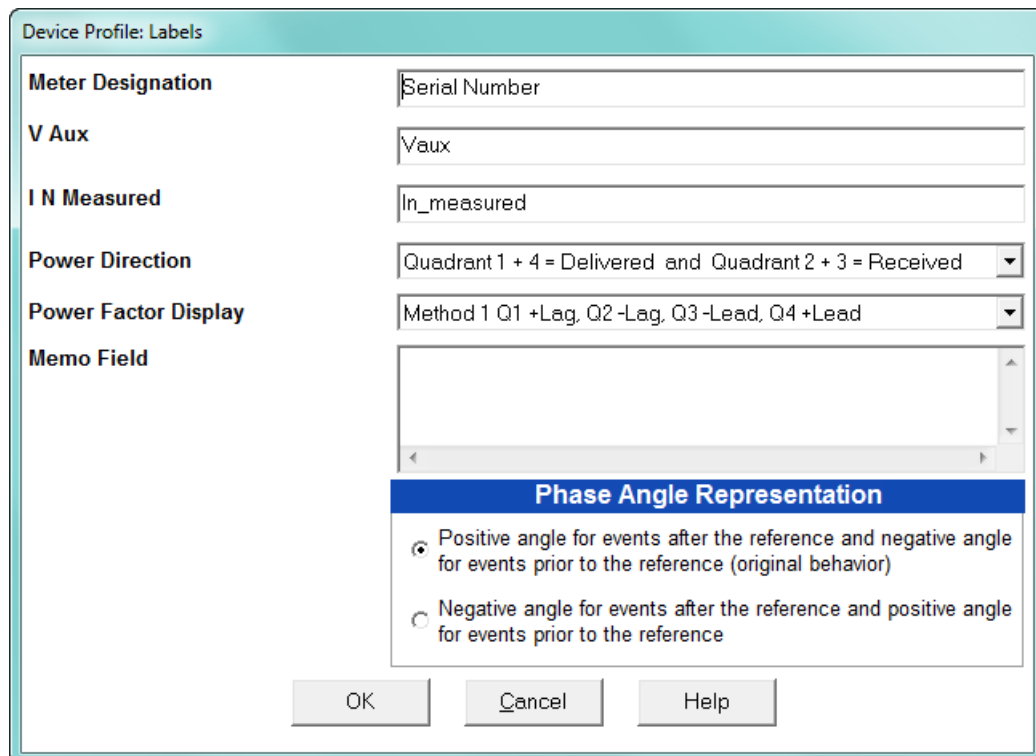 Device Profile: Labels
Meter Designation
Serial Number
V Aux
Vaux
I N Measured
In_measured
Power Direction
Quadrant 1 + 4 = Delivered and Quadrant 2 + 3 = Received
Power Factor Display
Method 1 Q1 +Lag, Q2 -Lag, Q3 -Lead, Q4 +Lead
Memo Field
Phase Angle Representation
Positive angle for events after the reference and negative angle
for events prior to the reference (original behavior)
Negative angle for events after the reference and positive angle
for events prior to the reference
OK
Cancel
Help